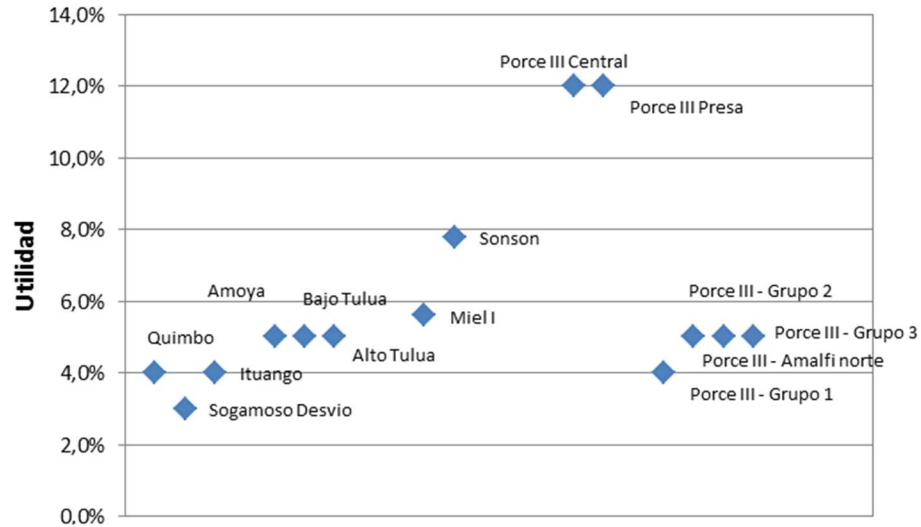 14,0%
12,0%
10,0%
8,0%
6,0%
4,0%
2,0%
0,0%
Utilidad
Porce III Central
Porce III Presa
Sonson
Amoya
Bajo Tulua
Porce III - Grupo 2
Miel I
Quimbo
Alto Tulua
Porce III - Grupo 3
Porce III - Amalfi norte
Ituango
Porce III - Grupo 1
Sogamoso Desvio